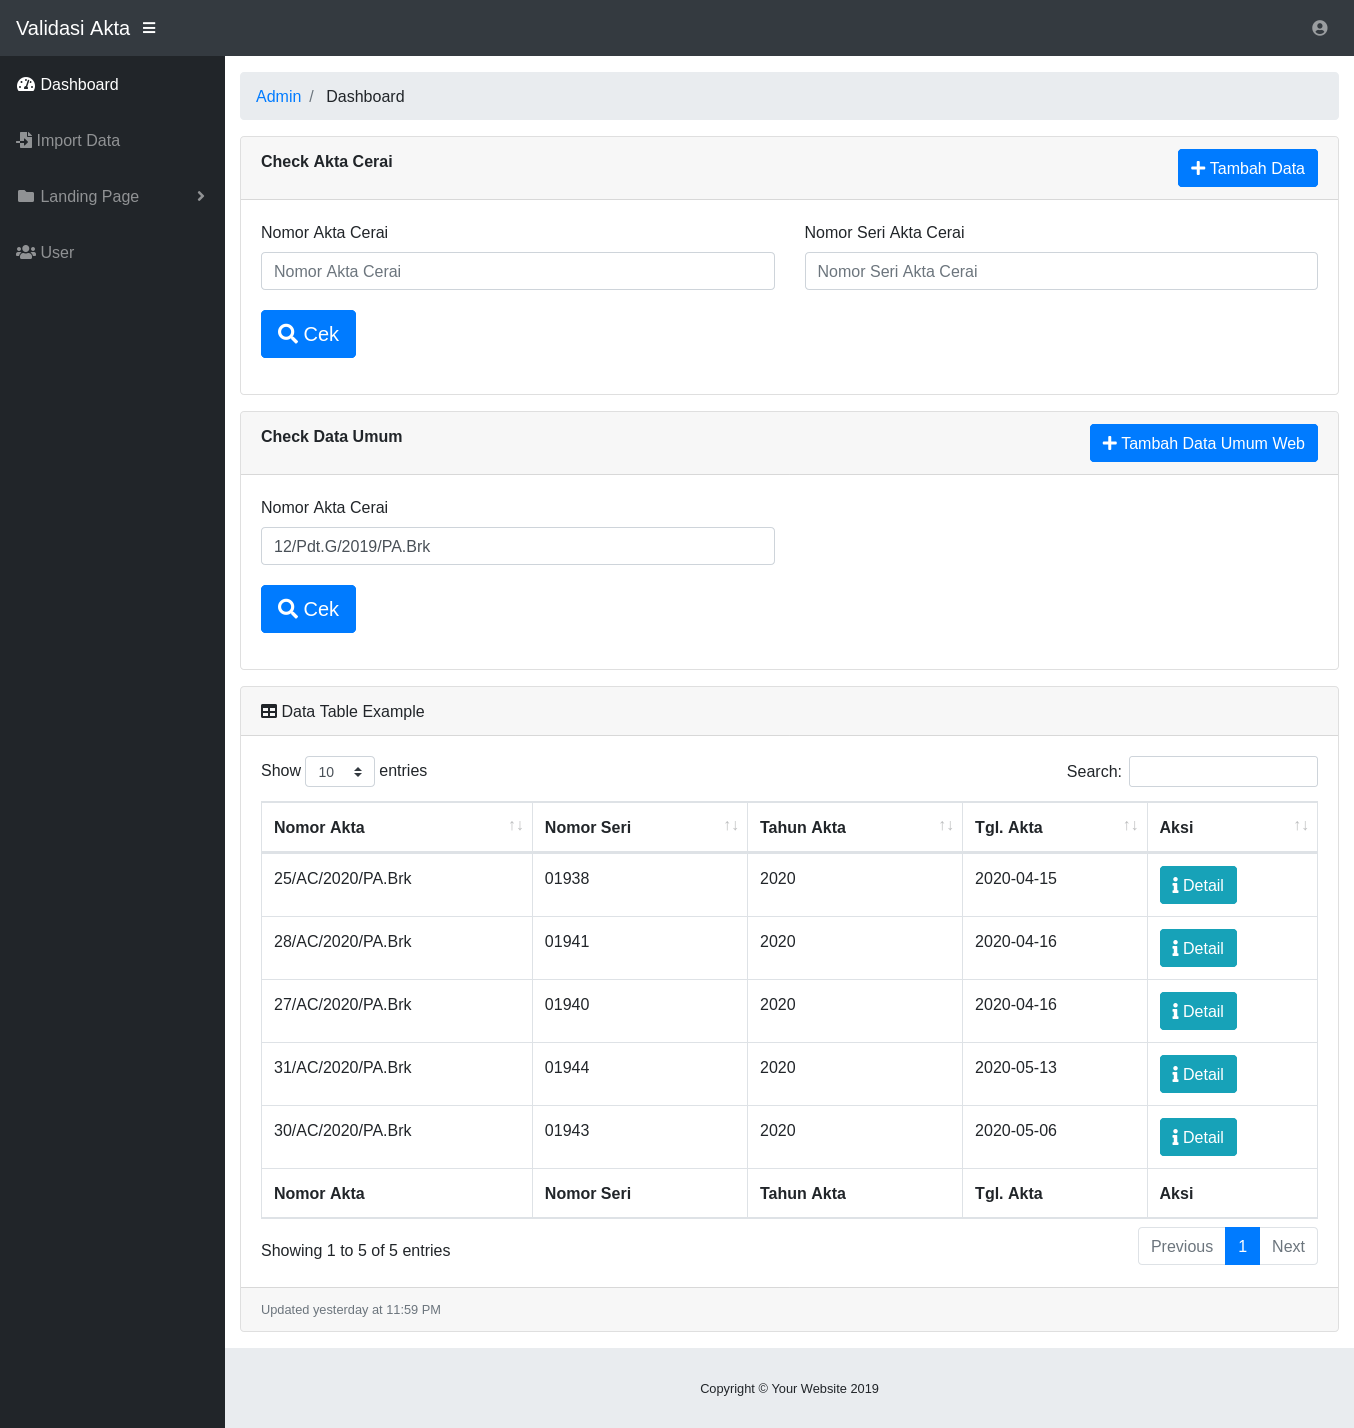 Validasi Akta
Dashboard
Import Data
Landing Page
User
Admin / Dashboard
Check Akta Cerai
Tambah Data
Nomor Akta Cerai
Nomor Seri Akta Cerai
Nomor Akta Cerai
Nomor Seri Akta Cerai
Cek
Check Data Umum
Tambah Data Umum Web
Nomor Akta Cerai
12/Pdt.G/2019/PA.Brk
Cek
Data Table Example
Show 10 entries
Search:
Nomor Akta Nomor Seri Tahun Akta Tgl. Akta Aksi
25/AC/2020/PA.Brk 01938 2020 2020-04-15 Detail
28/AC/2020/PA.Brk 01941 2020 2020-04-16 Detail
27/AC/2020/PA.Brk 01940 2020 2020-04-16 Detail
31/AC/2020/PA.Brk 01944 2020 2020-05-13 Detail
30/AC/2020/PA.Brk 01943 2020 2020-05-06 Detail
Nomor Akta Nomor Seri Tahun Akta Tgl. Akta Aksi
Showing 1 to 5 of 5 entries
Previous 1 Next
Updated yesterday at 11:59 PM
Copyright © Your Website 2019